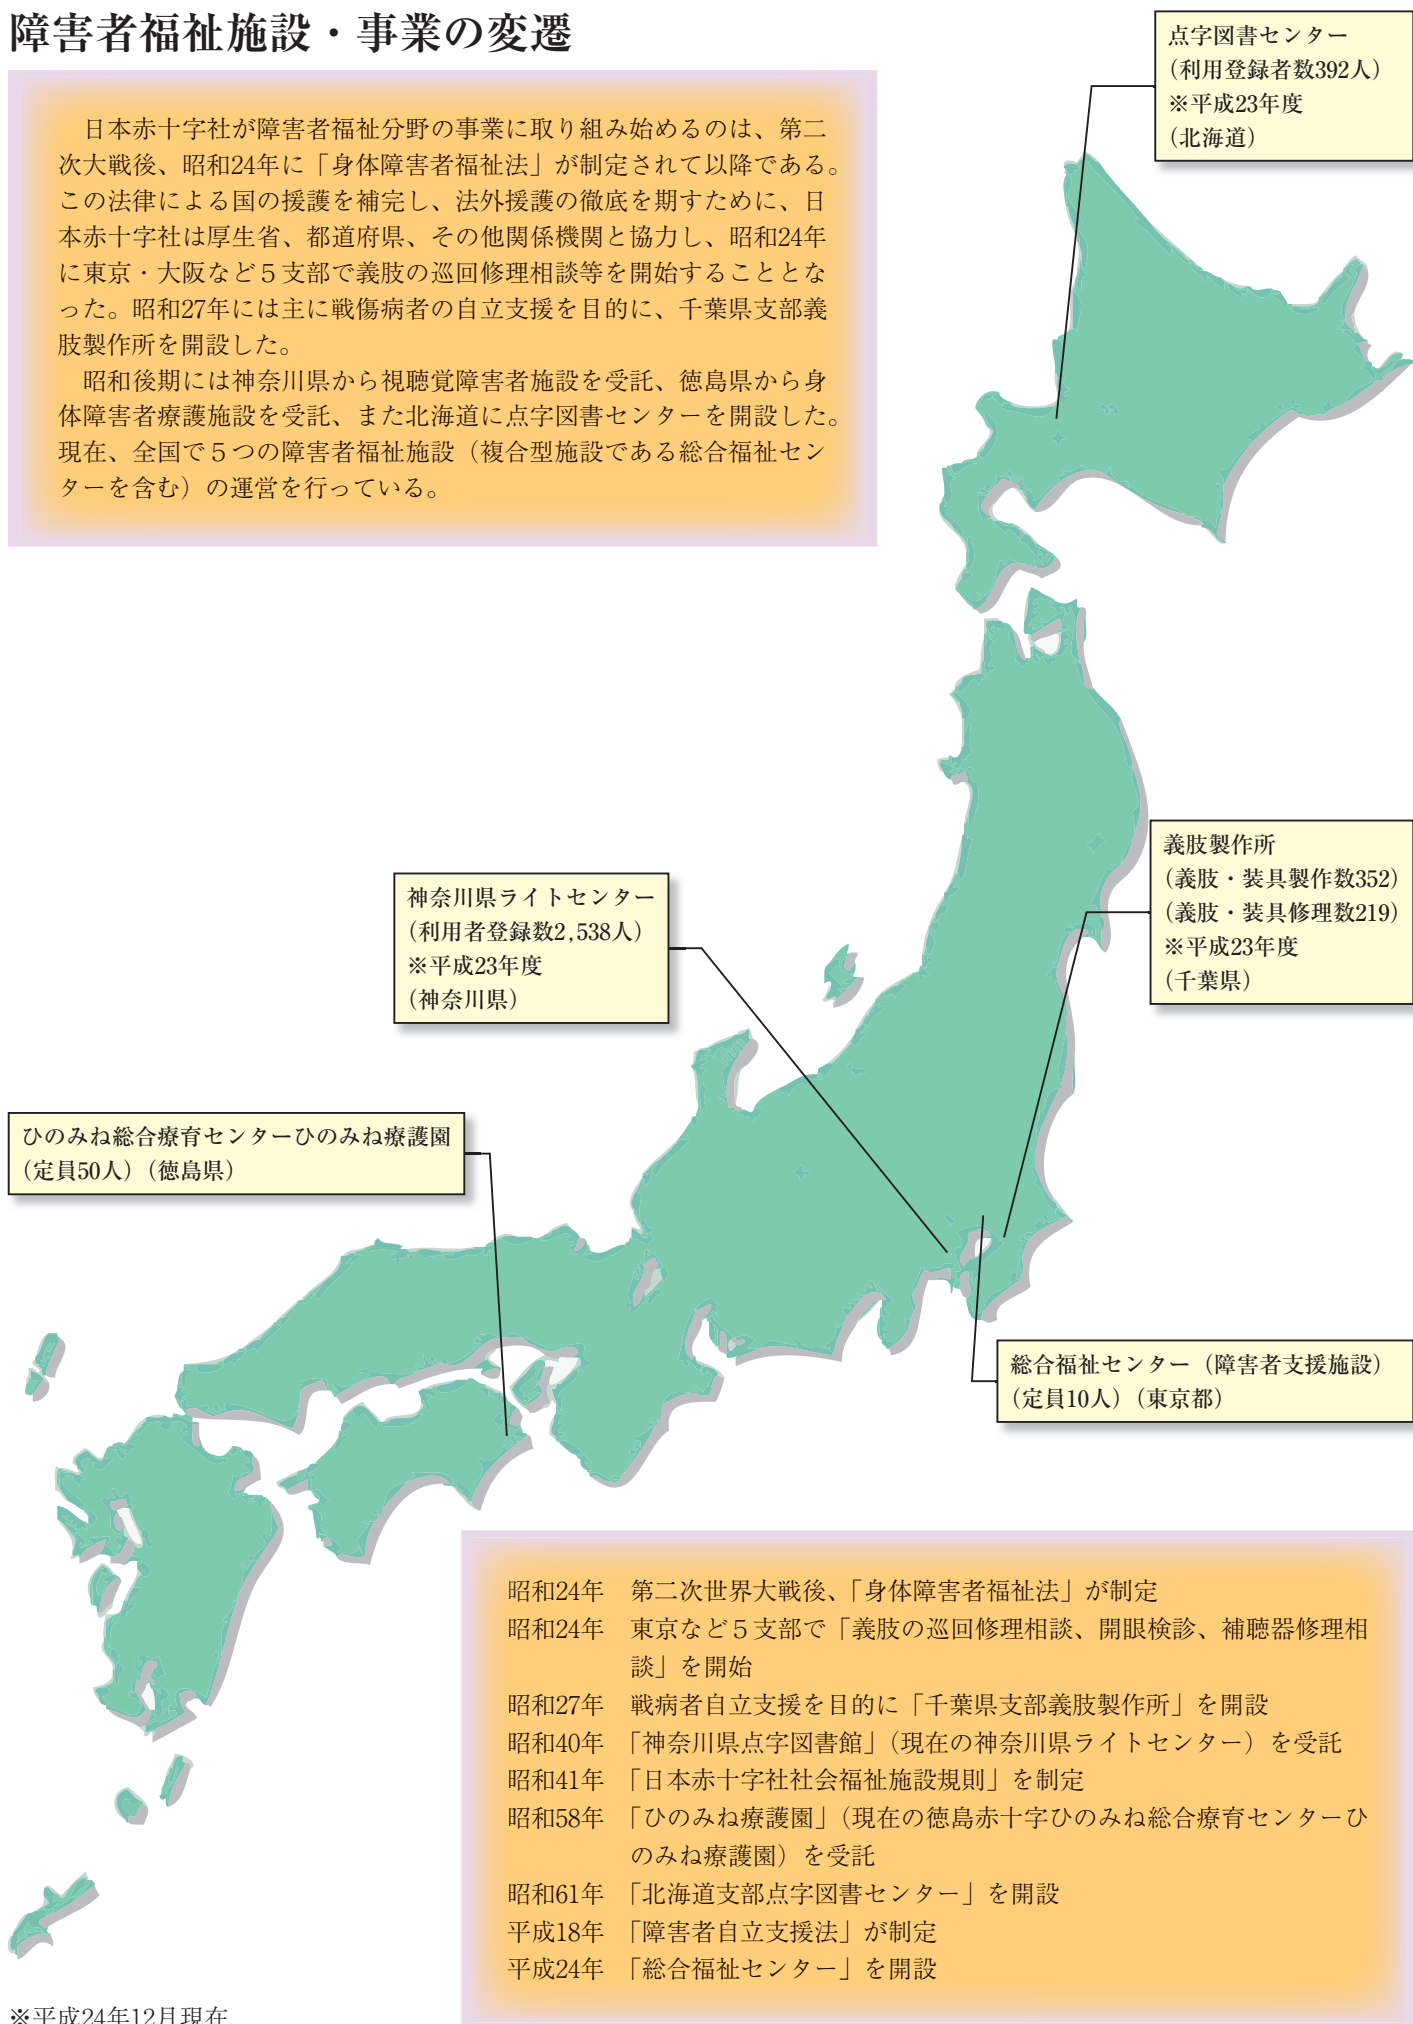 障害者福祉施設・事業の変遷
日本赤十字社が障害者福祉分野の事業に取り組み始めるのは、第二
次大戦後、昭和24年に「身体障害者福祉法」が制定されて以降である。
この法律による国の援護を補完し、法外援護の徹底を期すために、日
本赤十字社は厚生省、都道府県、その他関係機関と協力し、昭和24年
に東京・大阪など５支部で義肢の巡回修理相談等を開始することとな
った。昭和27年には主に戦傷病者の自立支援を目的に、千葉県支部義
肢製作所を開設した。
昭和後期には神奈川県から視聴覚障害者施設を受託、徳島県から身
体障害者療護施設を受託、また北海道に点字図書センターを開設した。
現在、全国で５つの障害者福祉施設（複合型施設である総合福祉セン
ターを含む）の運営を行っている。
点字図書センター
（利用登録者数392人）
※平成23年度
（北海道）
義肢製作所
（義肢・装具製作数352）
（義肢・装具修理数219）
※平成23年度
（千葉県）
神奈川県ライトセンター
（利用者登録数2,538人）
※平成23年度
（神奈川県）
ひのみね総合療育センターひのみね療護園
（定員50人）（徳島県）
総合福祉センター（障害者支援施設）
（定員10人）（東京都）
昭和24年　第二次世界大戦後、「身体障害者福祉法」が制定
昭和24年　東京など５支部で「義肢の巡回修理相談、開眼検診、補聴器修理相
談」を開始
昭和27年　戦病者自立支援を目的に「千葉県支部義肢製作所」を開設
昭和40年　「神奈川県点字図書館」（現在の神奈川県ライトセンター）を受託
昭和41年　「日本赤十字社社会福祉施設規則」を制定
昭和58年　「ひのみね療護園」（現在の徳島赤十字ひのみね総合療育センターひ
のみね療護園）を受託
昭和61年　「北海道支部点字図書センター」を開設
平成18年　「障害者自立支援法」が制定
平成24年　「総合福祉センター」を開設
※平成24年12月現在